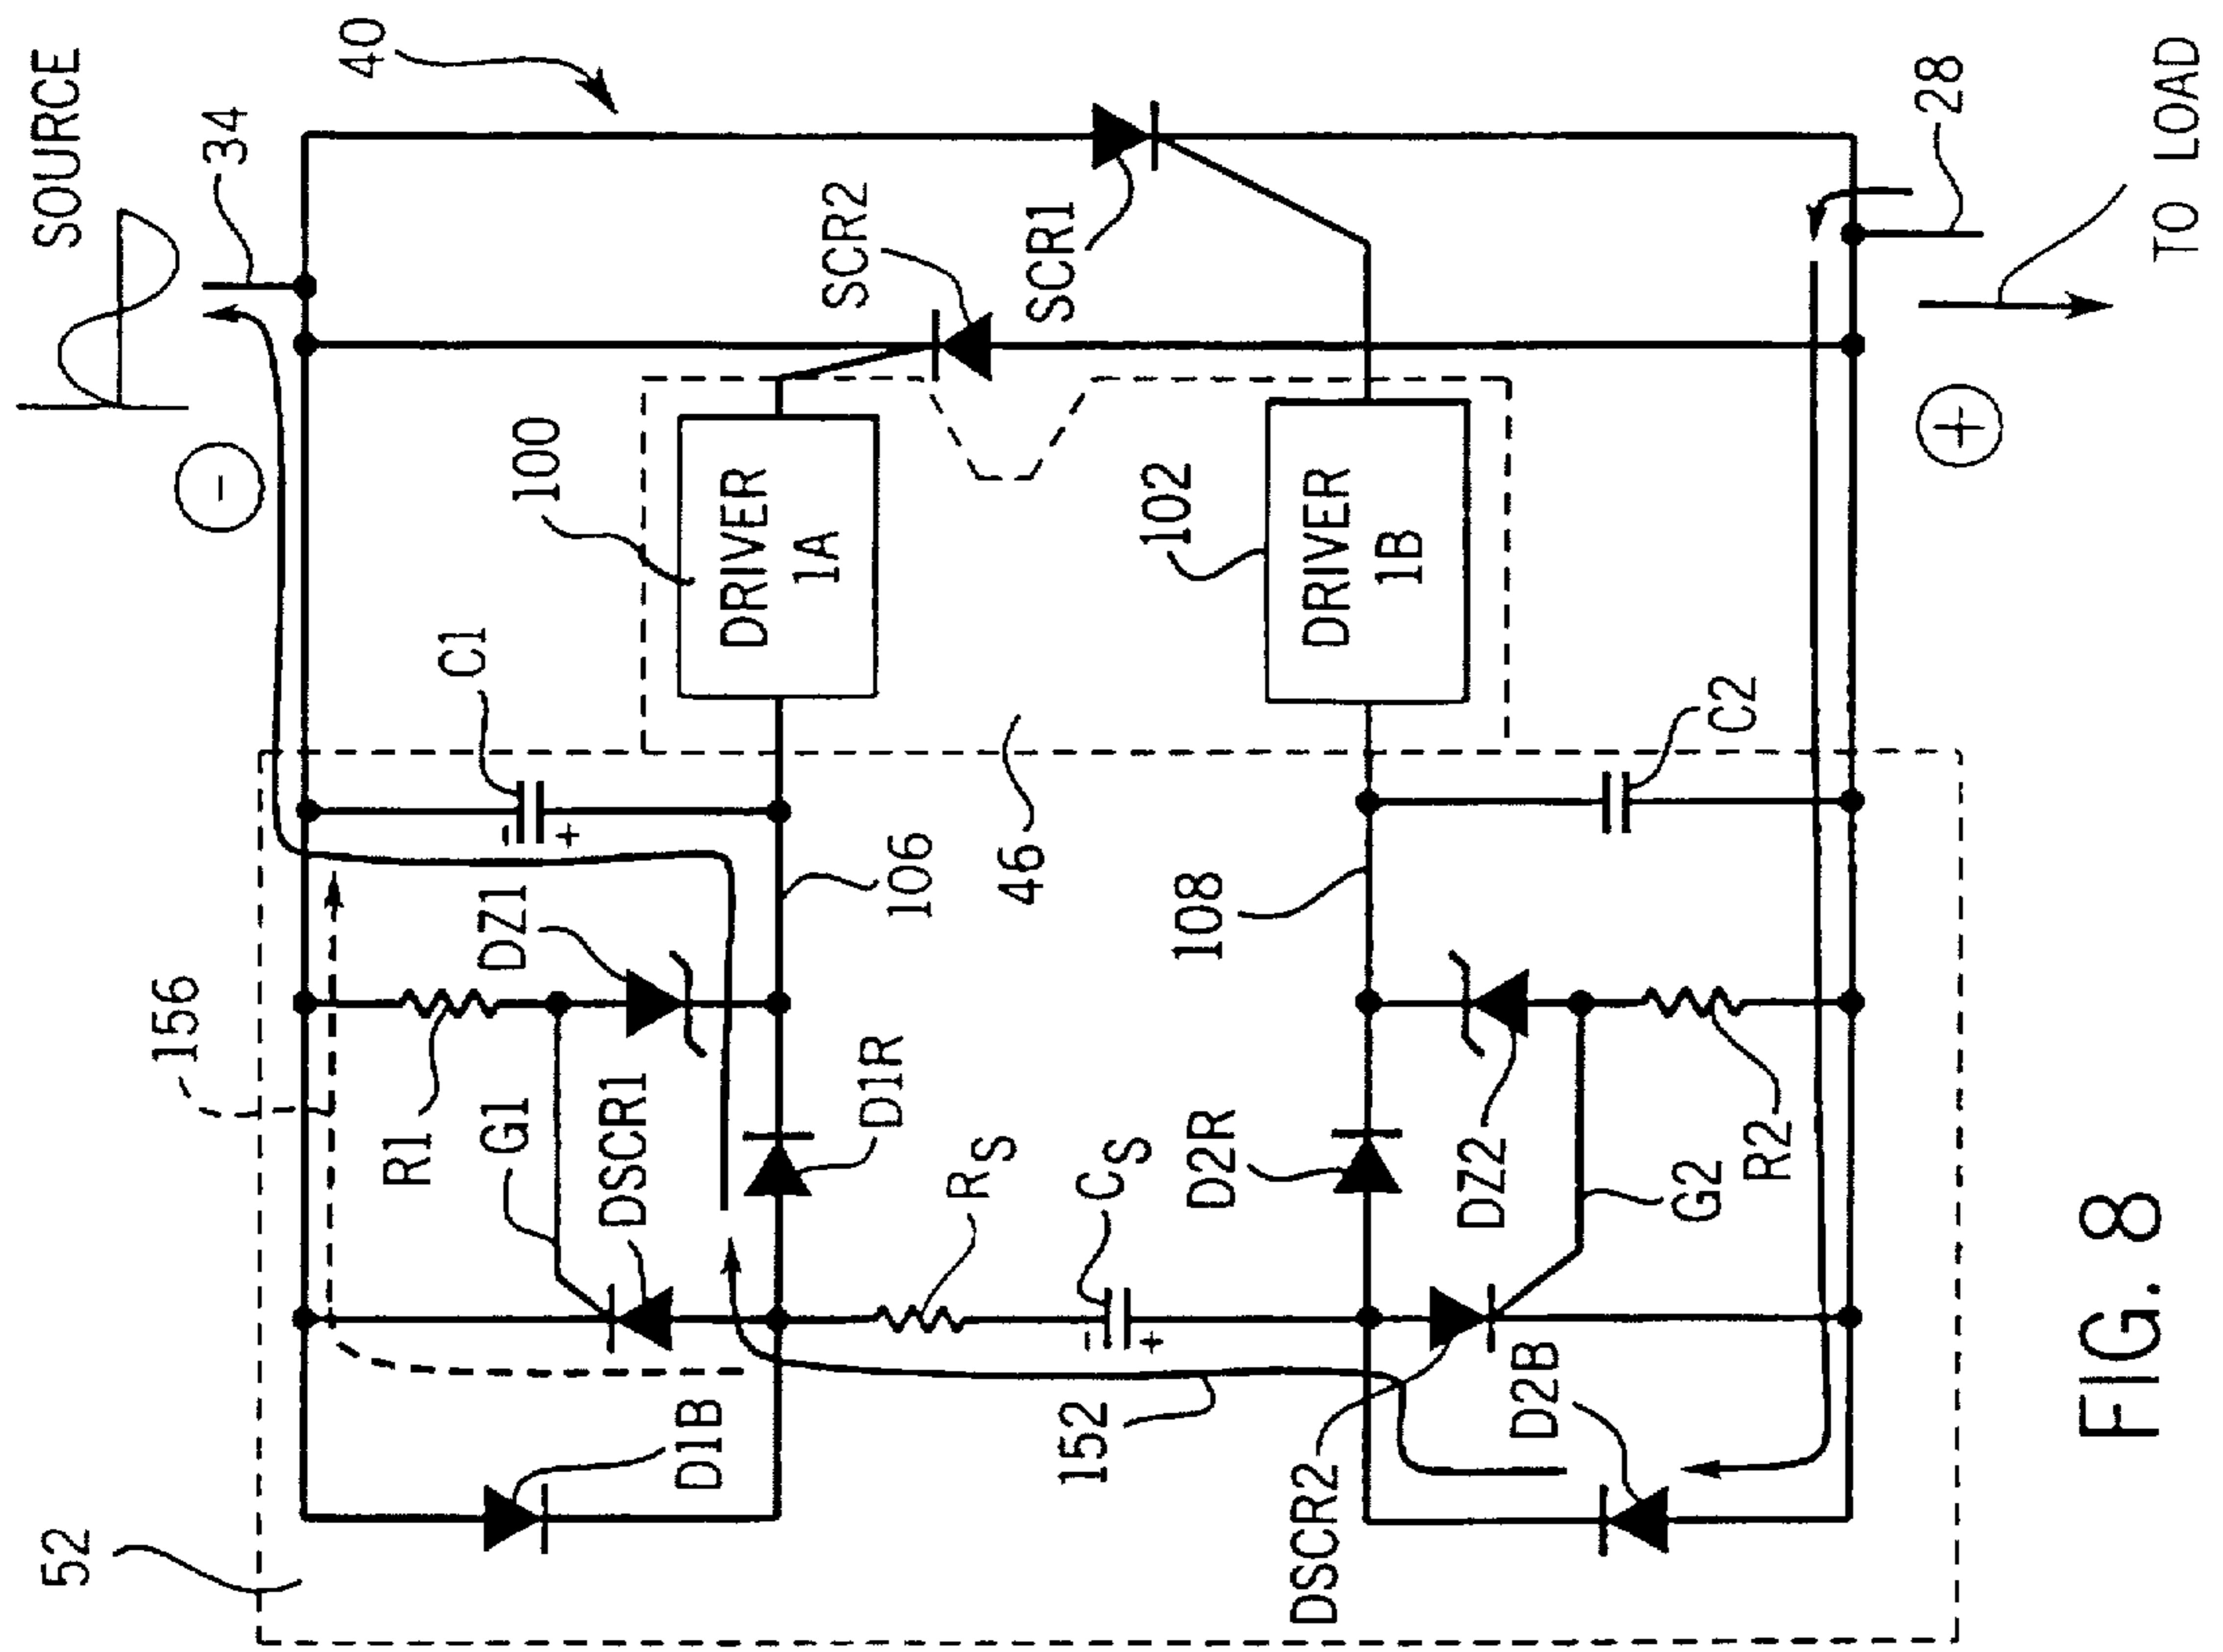 SOURCE
34
40
SCR2
SCR1
-
+
28
TO LOAD
100
DRIVER
1A
102
DRIVER
1B
C1
-
+
C2
46
106
108
156
DZ1
R1
G1
DSCR1
D1R
RS
CS
-
+
D2R
DZ2
G2
R2
52
D1B
152
DSCR2
D2B
FIG. 8